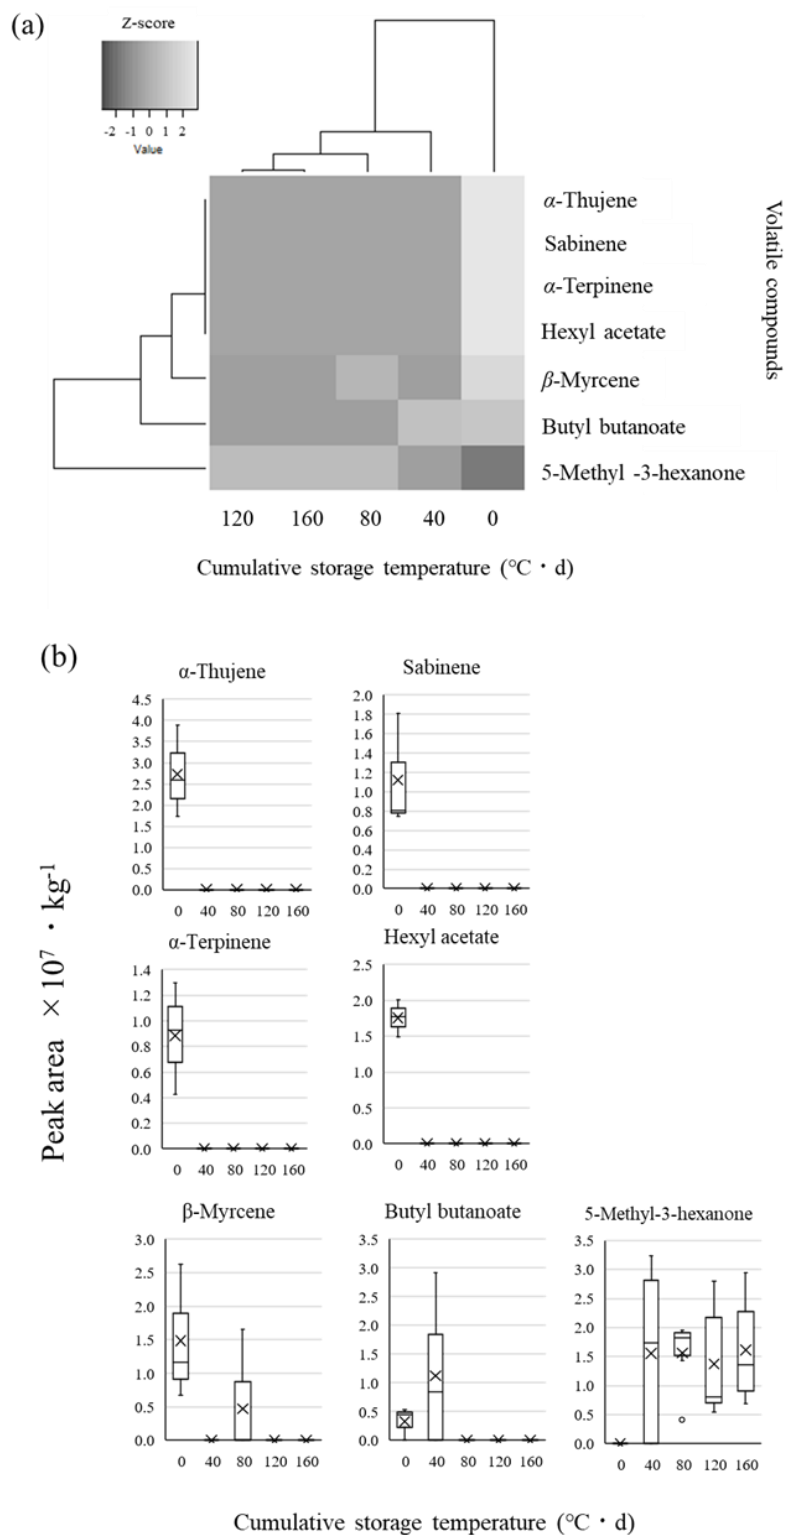 (a)
Z-score
-2 -1 0 1 2
Value
α-Thujene
Sabinene
α-Terpinene
Hexyl acetate
β-Myrcene
Butyl butanoate
5-Methyl -3-hexanone
Volatile compounds
120 160 80 40 0
Cumulative storage temperature (℃・d)
(b)
Peak area ×10⁷・kg⁻¹
α-Thujene
4.5
4.0
3.5
3.0
2.5
2.0
1.5
1.0
0.5
0.0
0 40 80 120 160
Sabinene
2.0
1.8
1.6
1.4
1.2
1.0
0.8
0.6
0.4
0.2
0.0
0 40 80 120 160
α-Terpinene
1.4
1.2
1.0
0.8
0.6
0.4
0.2
0.0
0 40 80 120 160
Hexyl acetate
2.5
2.0
1.5
1.0
0.5
0.0
0 40 80 120 160
β-Myrcene
3.0
2.5
2.0
1.5
1.0
0.5
0.0
0 40 80 120 160
Butyl butanoate
3.5
3.0
2.5
2.0
1.5
1.0
0.5
0.0
0 40 80 120 160
5-Methyl-3-hexanone
3.5
3.0
2.5
2.0
1.5
1.0
0.5
0.0
0 40 80 120 160
Cumulative storage temperature (℃・d)